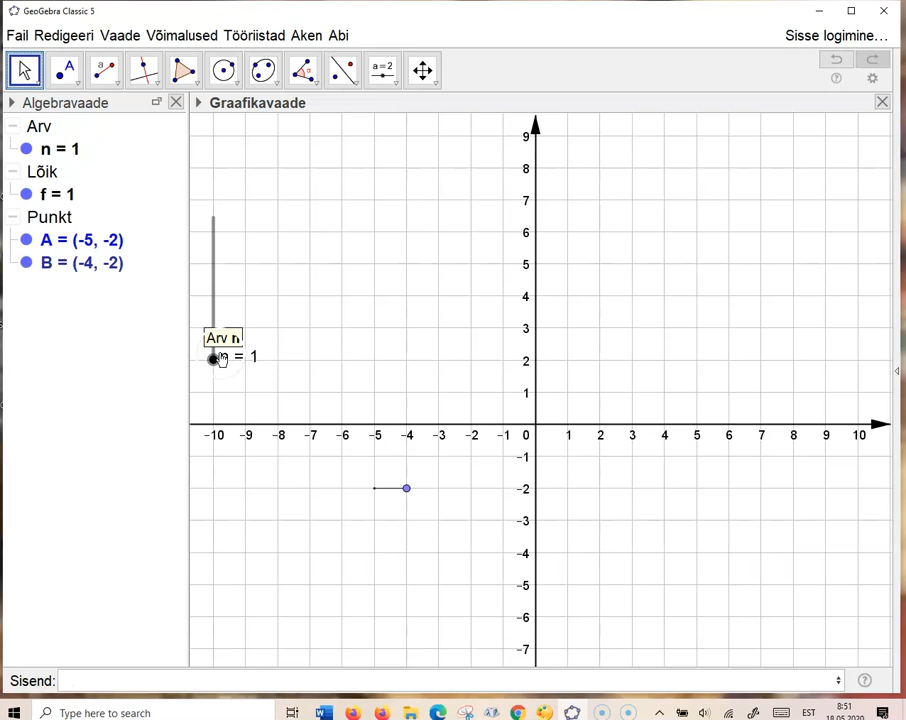 GeoGebra Classic 5
Fail Redigeeri Vaade Võimalused Tööriistad Aken Abi
Sisse logimine...
Algebravaade
Graafikavaade
Arv
n = 1
Lõik
f = 1
Punkt
A = (-5, -2)
B = (-4, -2)
9
8
7
6
5
4
3
2
1
Arv n
n = 1
-10 -9 -8 -7 -6 -5 -4 -3 -2 -1 0 1 2 3 4 5 6 7 8 9 10
-1
-2
-3
-4
-5
-6
-7
Sisend:
Type here to search
EST
8:51
18.05.2020